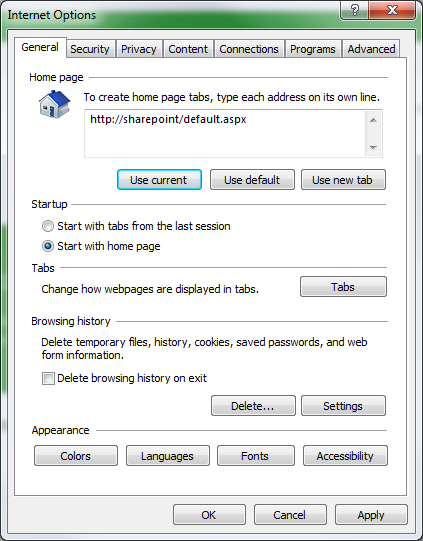 Internet Options
General Security Privacy Content Connections Programs Advanced
Home page
To create home page tabs, type each address on its own line.
http://sharepoint/default.aspx
Use current Use default Use new tab
Startup
Start with tabs from the last session
Start with home page
Tabs
Change how webpages are displayed in tabs. Tabs
Browsing history
Delete temporary files, history, cookies, saved passwords, and web
form information.
Delete browsing history on exit
Delete... Settings
Appearance
Colors Languages Fonts Accessibility
OK Cancel Apply